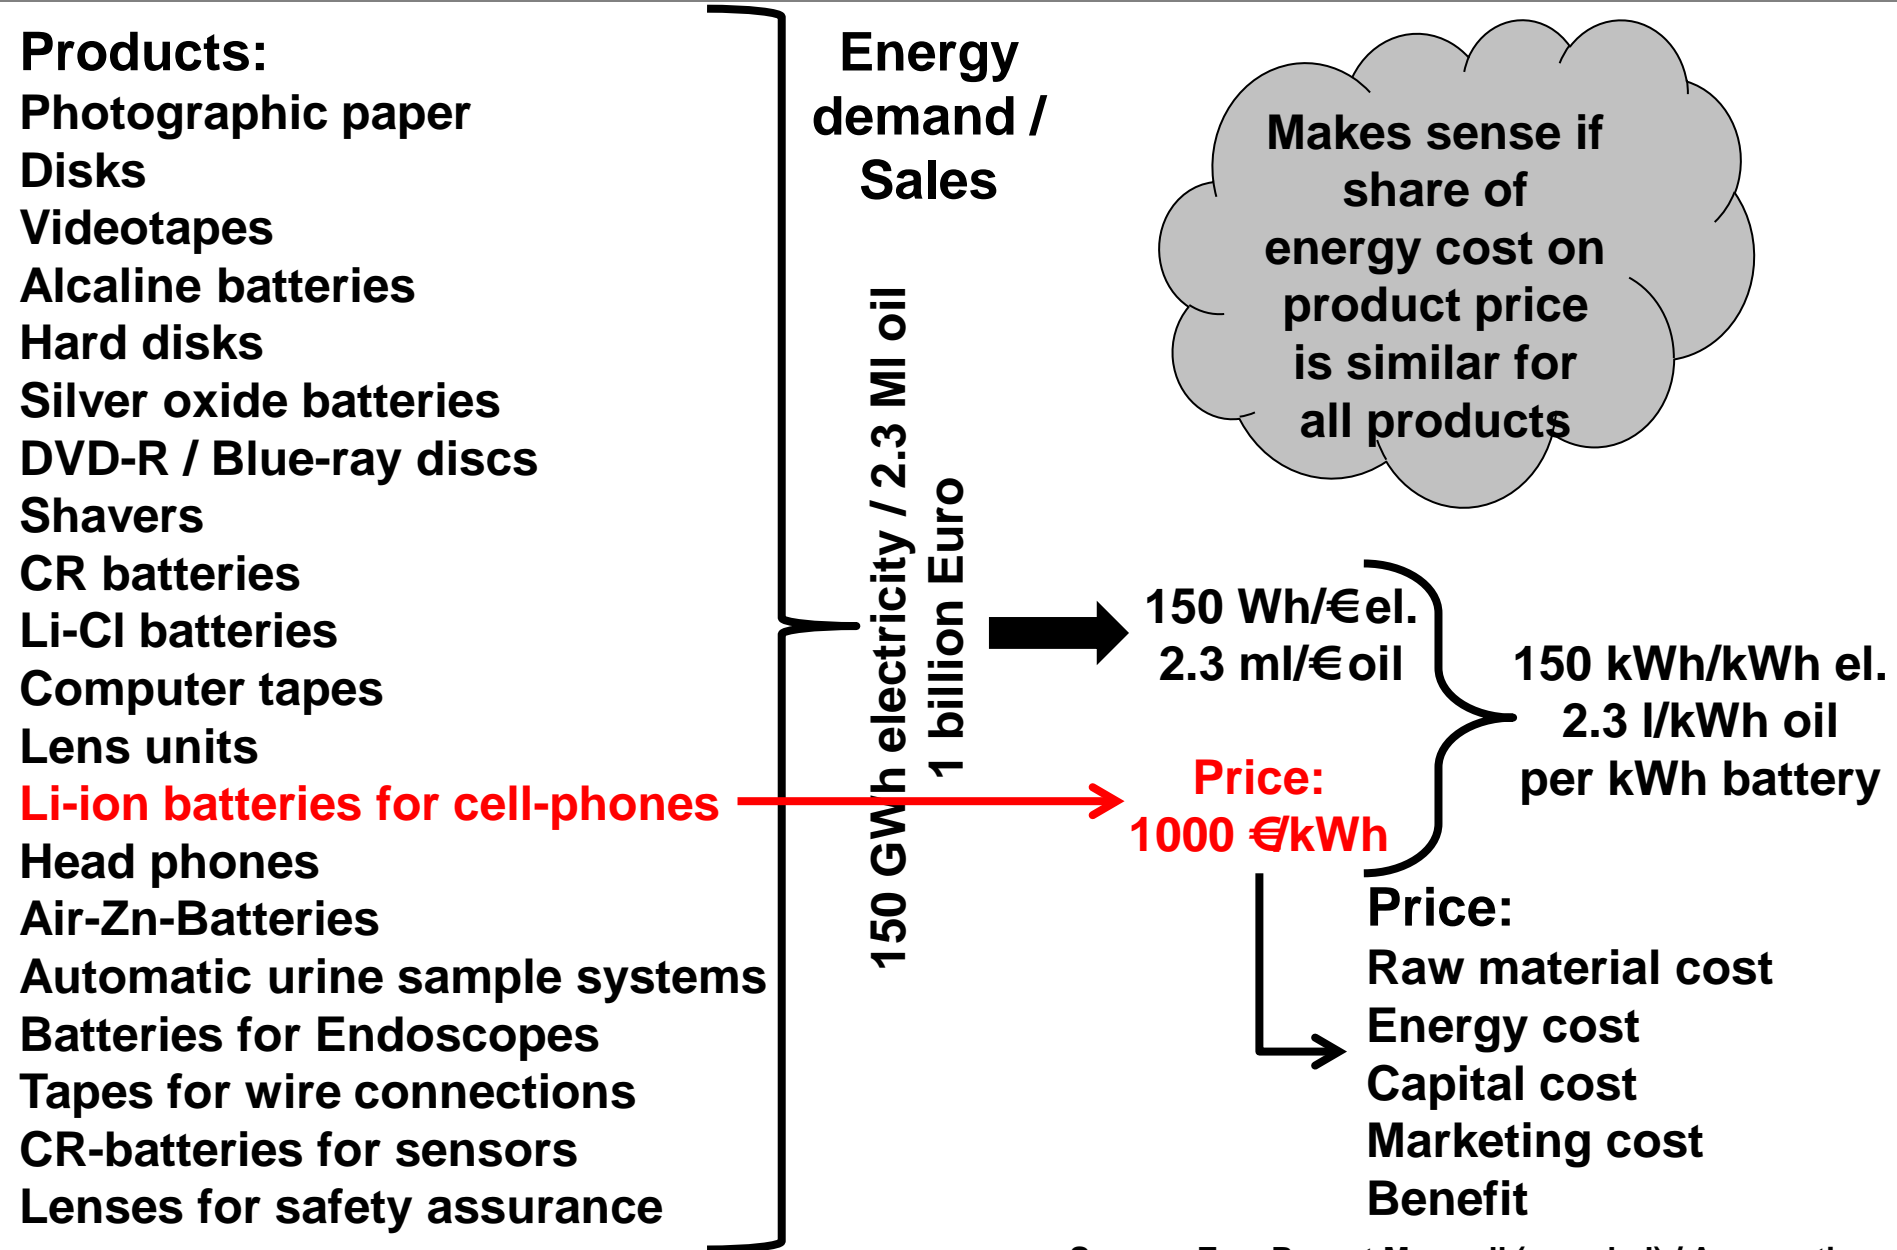 Products:
Photographic paper
Disks
Videotapes
Alcaline batteries
Hard disks
Silver oxide batteries
DVD-R / Blue-ray discs
Shavers
CR batteries
Li-Cl batteries
Computer tapes
Lens units
Li-ion batteries for cell-phones
Head phones
Air-Zn-Batteries
Automatic urine sample systems
Batteries for Endoscopes
Tapes for wire connections
CR-batteries for sensors
Lenses for safety assurance
Energy
demand /
Sales
150 GWh electricity / 2.3 Ml oil
1 billion Euro
Makes sense if
share of
energy cost on
product price
is similar for
all products
150 Wh/€ el.
2.3 ml/€ oil
Price:
1000 €/kWh
150 kWh/kWh el.
2.3 l/kWh oil
per kWh battery
Price:
Raw material cost
Energy cost
Capital cost
Marketing cost
Benefit